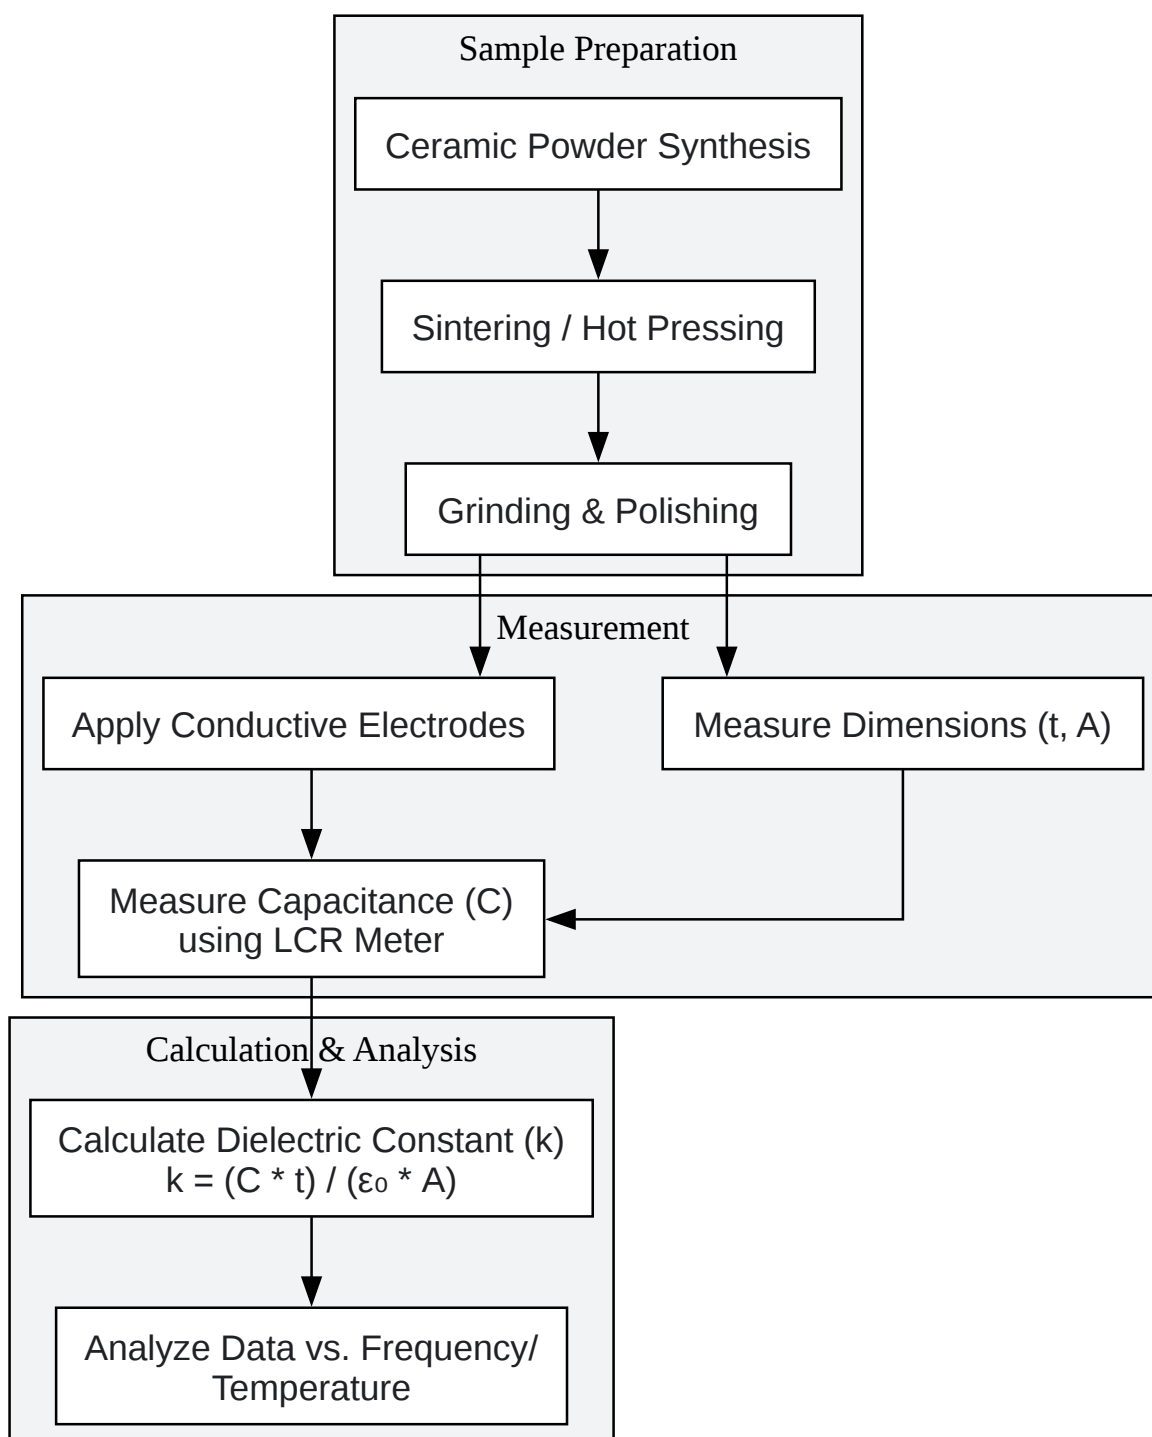 Sample Preparation
Ceramic Powder Synthesis
Sintering / Hot Pressing
Grinding & Polishing
Measurement
Apply Conductive Electrodes
Measure Dimensions (t, A)
Measure Capacitance (C)
using LCR Meter
Calculation & Analysis
Calculate Dielectric Constant (k)
k = (C * t) / (ε₀ * A)
Analyze Data vs. Frequency/
Temperature